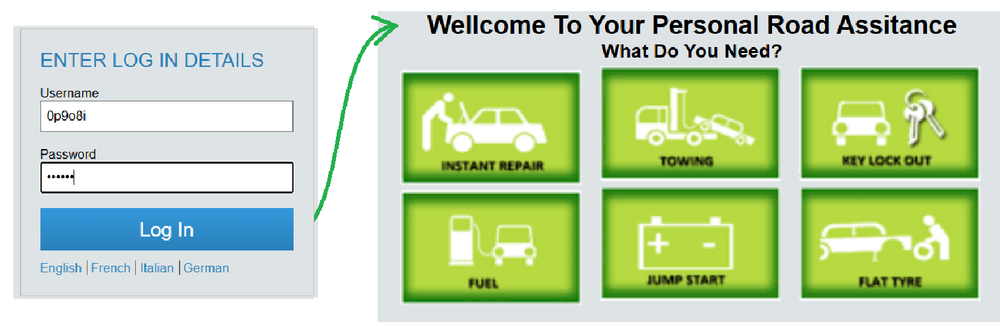 ENTER LOG IN DETAILS
Username
0p9o8i
Password
••••••
Log In
English | French | Italian | German
Wellcome To Your Personal Road Assitance
What Do You Need?
INSTANT REPAIR
TOWING
KEY LOCK OUT
FUEL
+ -
JUMP START
FLAT TYRE